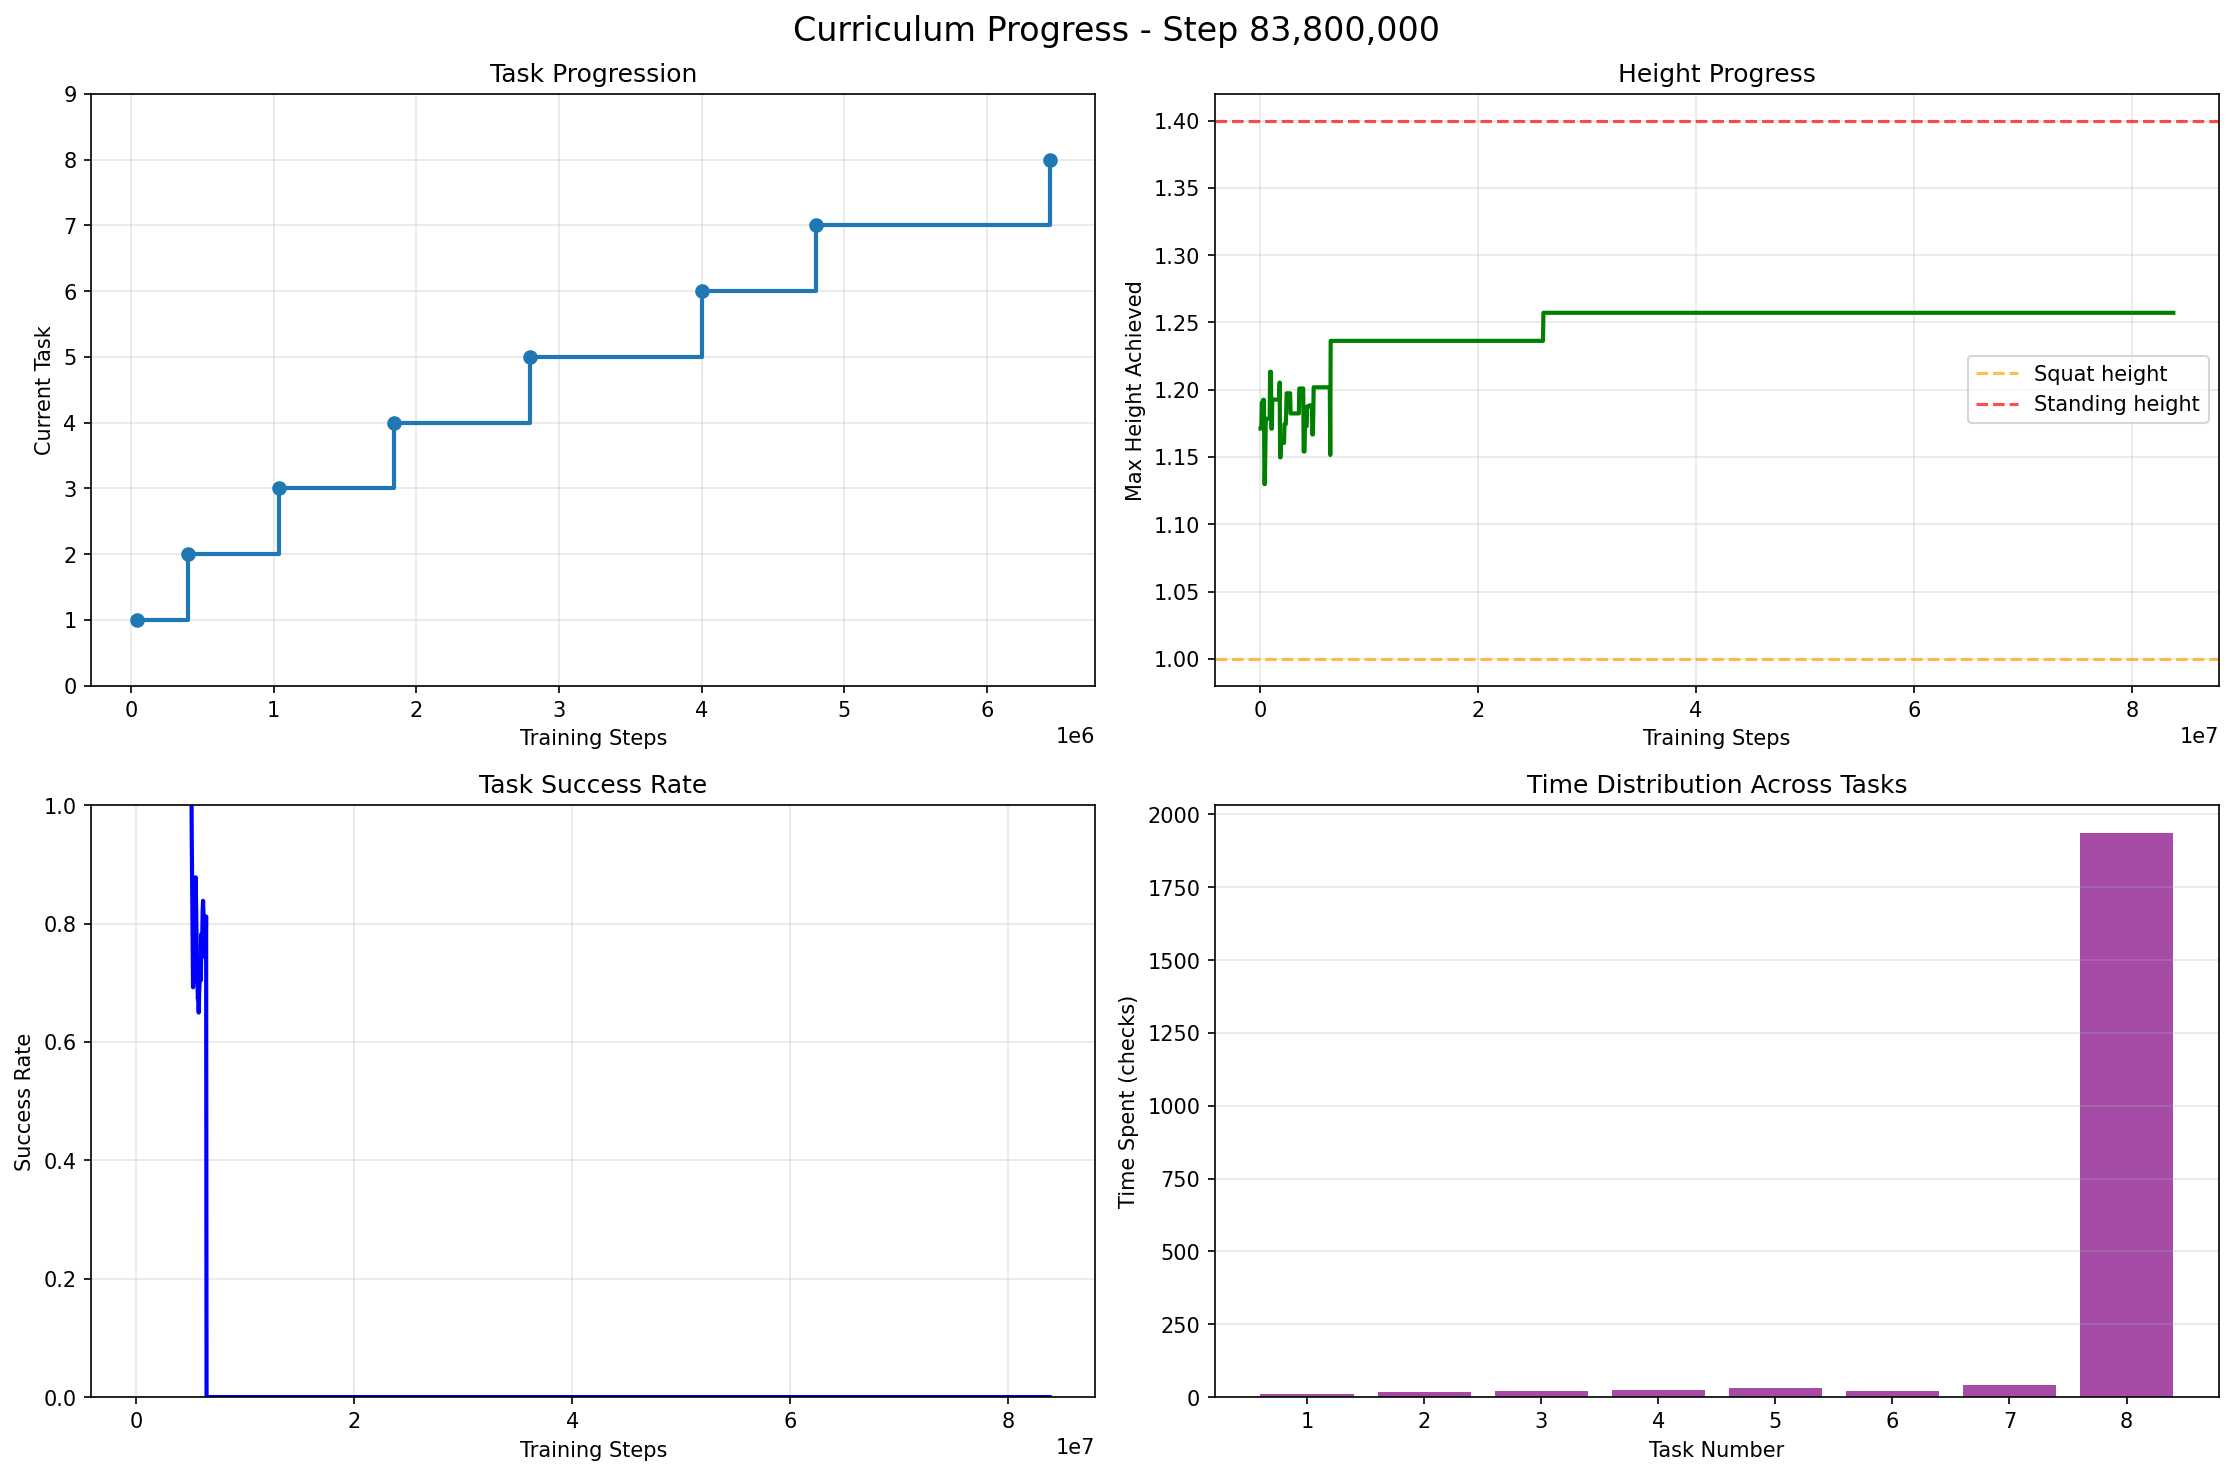 Curriculum Progress - Step 83,800,000
Task Progression
Current Task
9
8
7
6
5
4
3
2
1
0
0 1 2 3 4 5 6
1e6
Training Steps
Height Progress
Max Height Achieved
1.40
1.35
1.30
1.25
1.20
1.15
1.10
1.05
1.00
Squat height
Standing height
0 2 4 6 8
1e7
Training Steps
Task Success Rate
Success Rate
1.0
0.8
0.6
0.4
0.2
0.0
0 2 4 6 8
1e7
Training Steps
Time Distribution Across Tasks
Time Spent (checks)
2000
1750
1500
1250
1000
750
500
250
0
1 2 3 4 5 6 7 8
Task Number